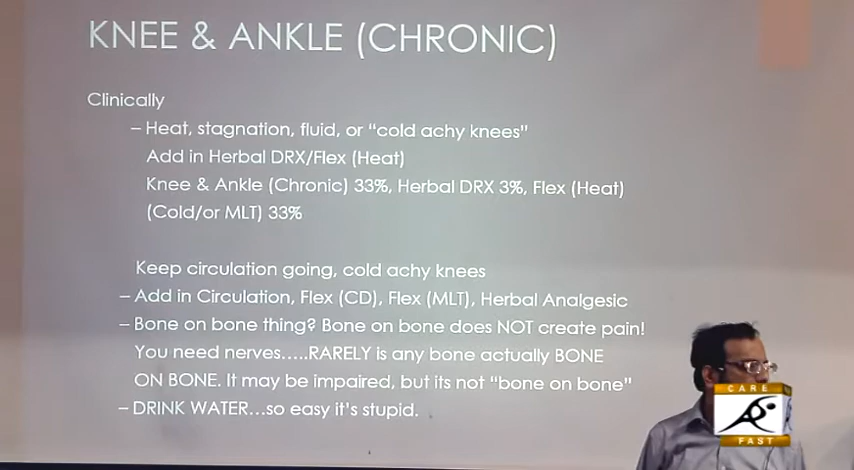 KNEE & ANKLE (CHRONIC)
Clinically
– Heat, stagnation, fluid, or "cold achy knees"
Add in Herbal DRX/Flex (Heat)
Knee & Ankle (Chronic) 33%, Herbal DRX 3%, Flex (Heat)
(Cold/or MLT) 33%
Keep circulation going, cold achy knees
– Add in Circulation, Flex (CD), Flex (MLT), Herbal Analgesic
– Bone on bone thing? Bone on bone does NOT create pain!
You need nerves.....RARELY is any bone actually BONE
ON BONE. It may be impaired, but its not "bone on bone"
– DRINK WATER...so easy it's stupid.
CARE
FAST